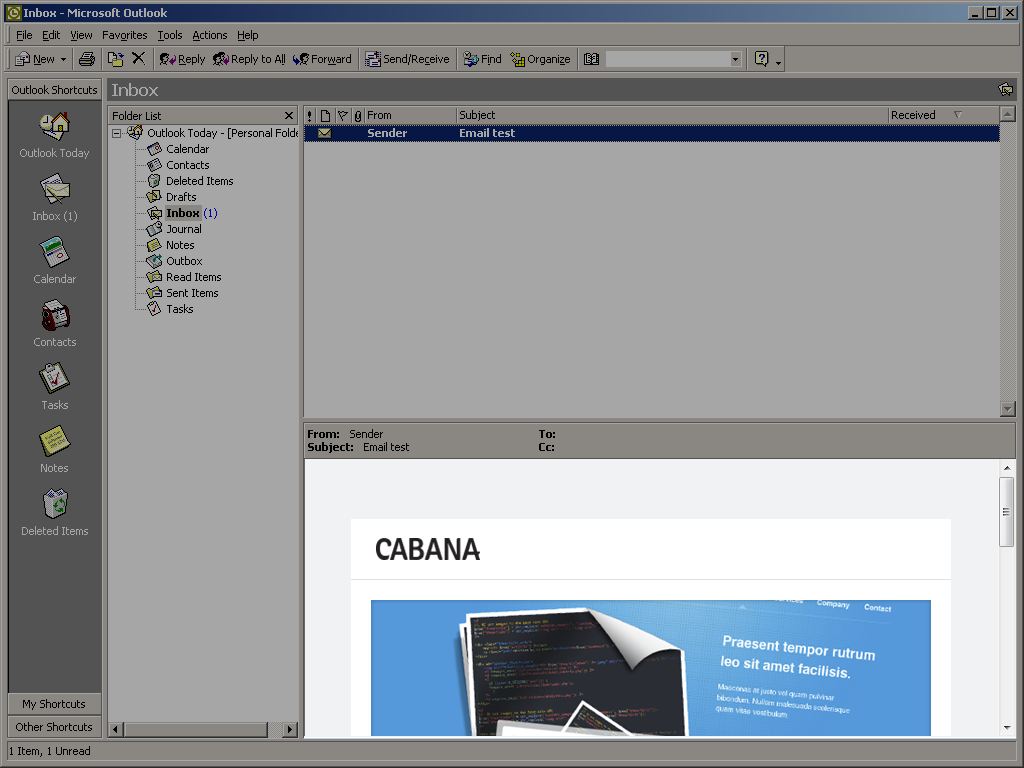 Inbox - Microsoft Outlook
File Edit View Favorites Tools Actions Help
New Reply Reply to All Forward Send/Receive Find Organize
Outlook Shortcuts
Inbox
Folder List
From Subject Received
Outlook Today - [Personal Folde
Sender Email test
Calendar
Contacts
Deleted Items
Drafts
Inbox (1)
Journal
Notes
Outbox
Read Items
Sent Items
Tasks
Outlook Today
Inbox (1)
Calendar
Contacts
Tasks
Notes
Deleted Items
My Shortcuts
Other Shortcuts
From: Sender To:
Subject: Email test Cc:
CABANA
Services Company Contact
Praesent tempor rutrum
leo sit amet facilisis.
Maecenas at justo vel quam pulvinar
bibendum. Nullam malesuada scelerisque
quam vitas vestibulum
1 Item, 1 Unread